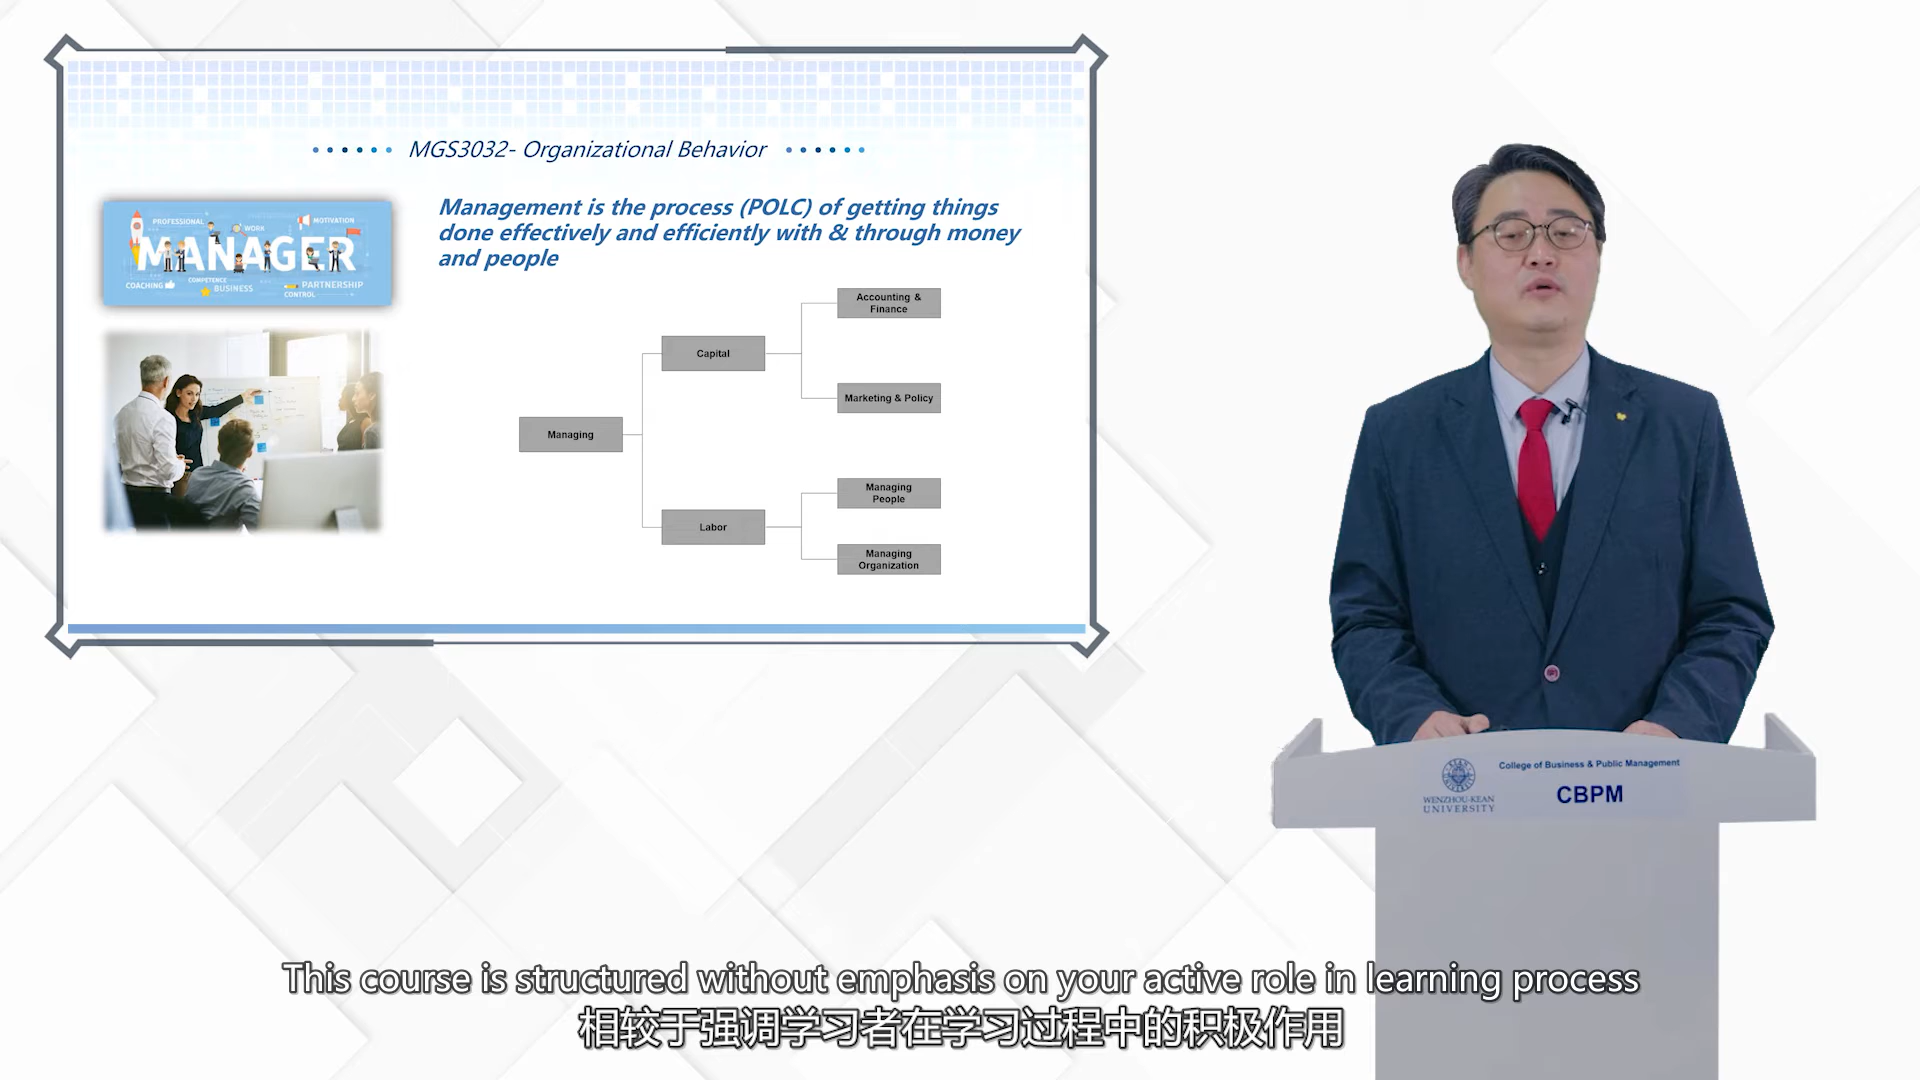 MGS3032- Organizational Behavior
Management is the process (POLC) of getting things
done effectively and efficiently with & through money
and people
PROFESSIONAL
WORK
MOTIVATION
MANAGER
COACHING
COMPETENCE
BUSINESS
CONTROL
PARTNERSHIP
Accounting &
Finance
Capital
Marketing & Policy
Managing
Managing
People
Labor
Managing
Organization
College of Business & Public Management
CBPM
WENZHOU-KEAN
UNIVERSITY
This course is structured without emphasis on your active role in learning process
相较于强调学习者在学习过程中的积极作用